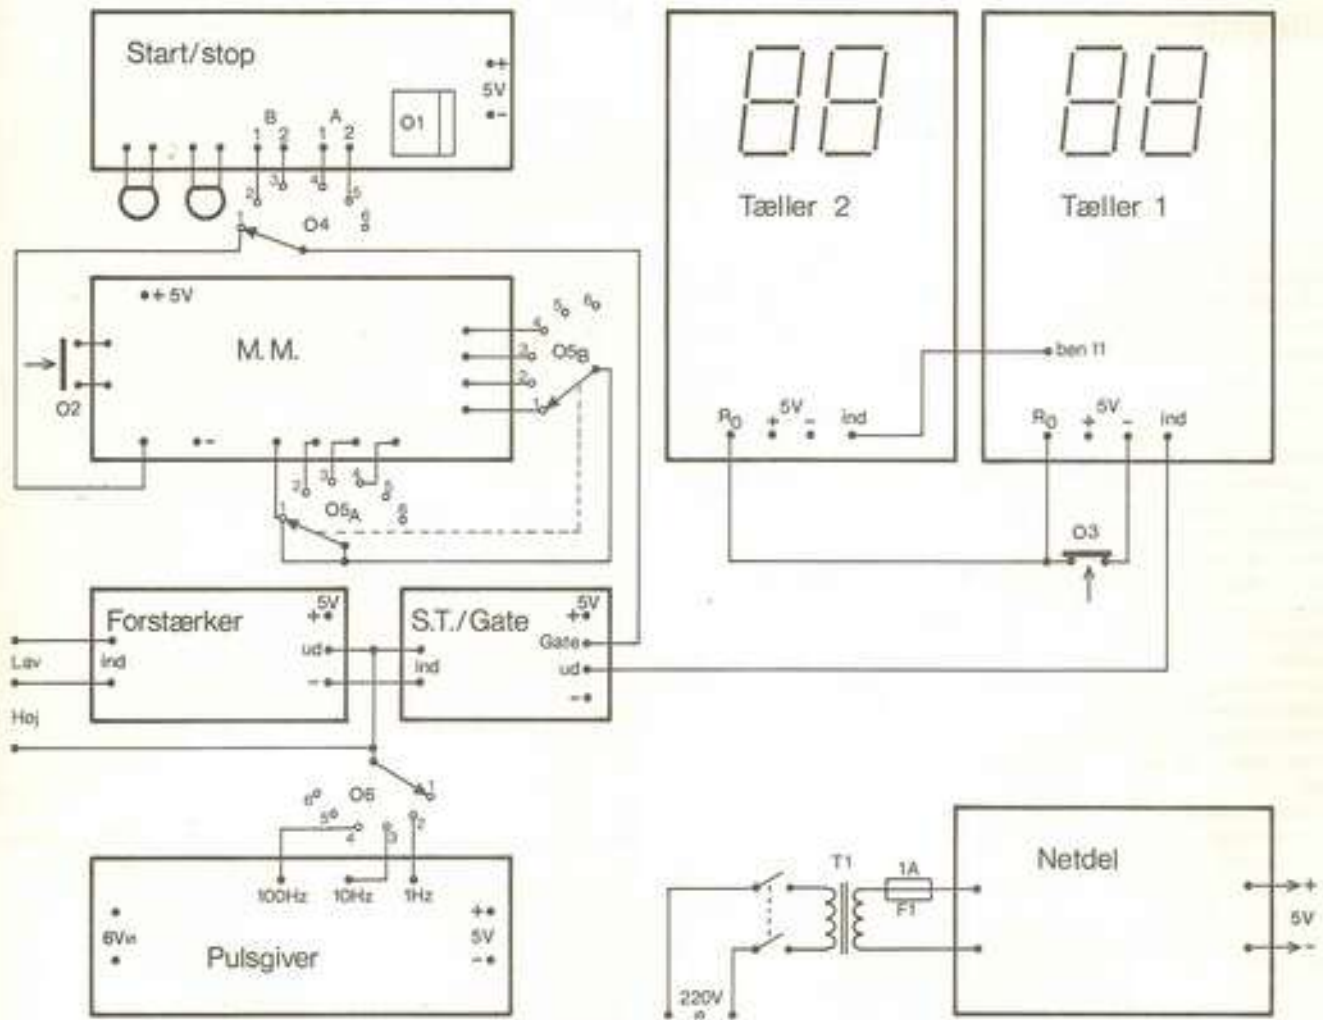 Start/stop
+
5V
-
O1
B
A
1 2
1 2
2
3
4
5
6
1
O4
Tæller 2
Tæller 1
ben 11
R0 + 5V - ind
R0 + 5V - ind
O3
+ 5V
M.M.
O2
-
4
5
6
3
2
1
O5B
2
3
4
5
6
1
O5A
Forstærker
+ 5V
ud
-
ind
Lav
Høj
S.T./Gate
+ 5V
Gate
ud
-
ind
6
5
4
3
2
1
O6
100Hz 10Hz 1Hz
6Vin
+
5V
-
Pulsgiver
T1
1A
F1
220V
Netdel
+
5V
-